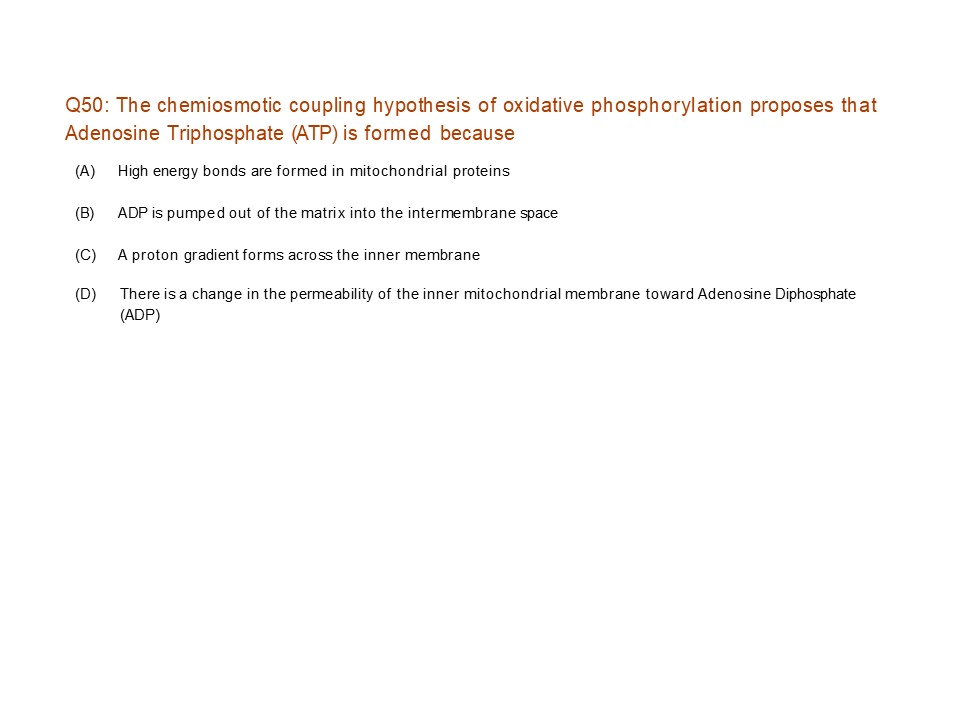 Q50: The chemiosmotic coupling hypothesis of oxidative phosphorylation proposes that
Adenosine Triphosphate (ATP) is formed because
(A) High energy bonds are formed in mitochondrial proteins
(B) ADP is pumped out of the matrix into the intermembrane space
(C) A proton gradient forms across the inner membrane
(D) There is a change in the permeability of the inner mitochondrial membrane toward Adenosine Diphosphate
(ADP)